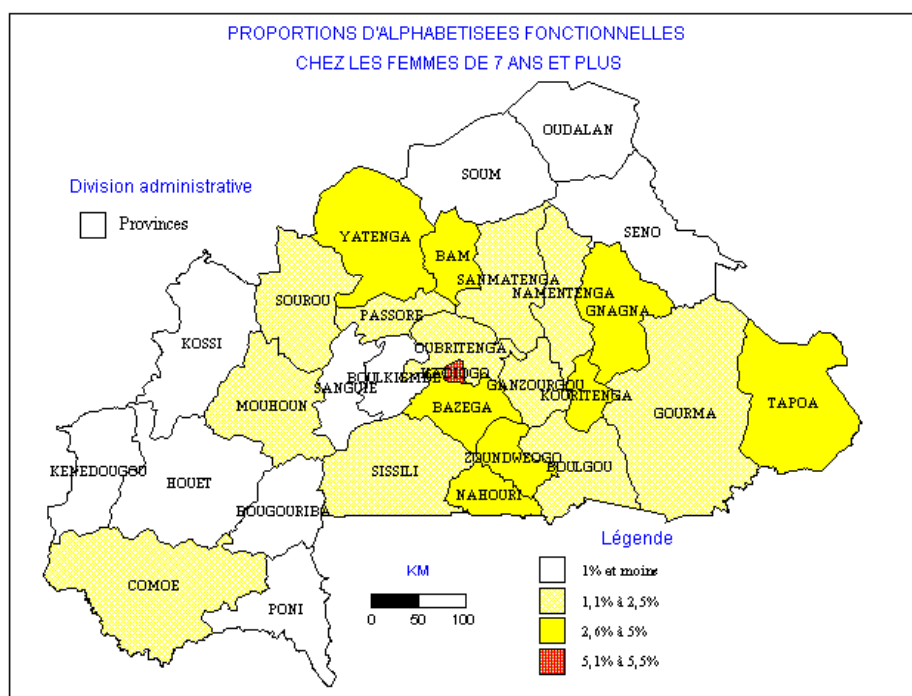 PROPORTIONS D'ALPHABETISEES FONCTIONNELLES
CHEZ LES FEMMES DE 7 ANS ET PLUS
OUDALAN
SOUM
Division administrative
Provinces
SENO
YATENGA
BAM
SANMATENGA
NAMENTENGA
SOUROU
GNAGNA
PASSORE
KOSSI
OUBRITENGA
BOULKIEMDE
KADIOGO
SANGUIE
GANZOURGOU
KOURITENGA
MOUHOUN
BAZEGA
GOURMA
TAPOA
ZOUNDWEOGO
BOULGOU
KENEDOUGOU
HOUET
SISSILI
NAHOURI
BOUGOURIBA
Légende
KM
1% et moins
COMOE
1,1% à 2,5%
PONI
0 50 100
2,6% à 5%
5,1% à 5,5%